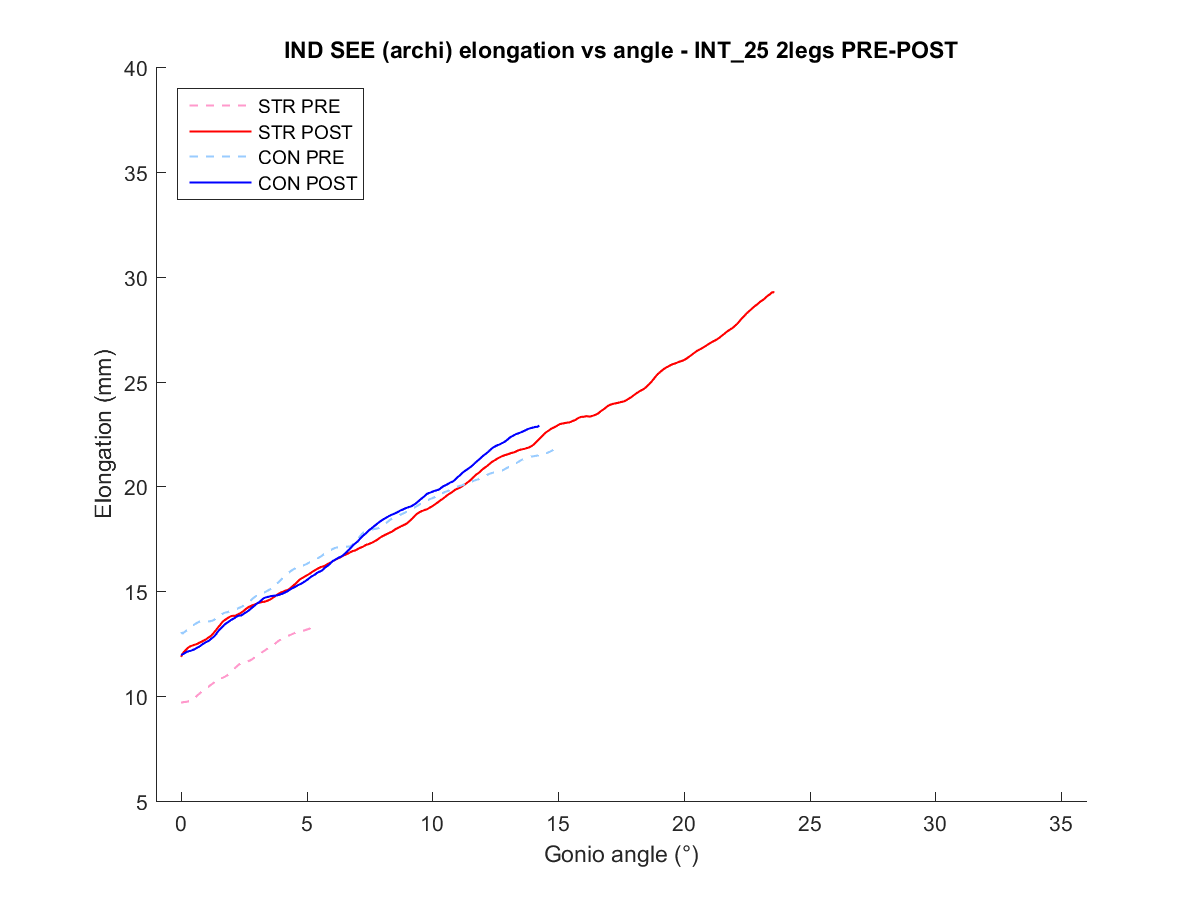 IND SEE (archi) elongation vs angle - INT_25 2legs PRE-POST
40
35
30
25
20
15
10
5
Elongation (mm)
STR PRE
STR POST
CON PRE
CON POST
0 5 10 15 20 25 30 35
Gonio angle (°)